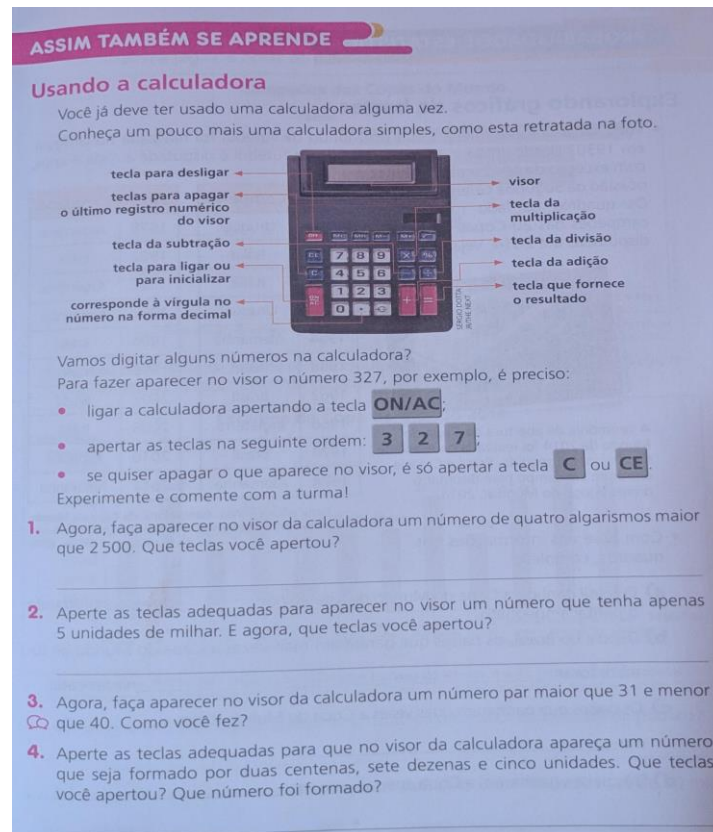 ASSIM TAMBÉM SE APRENDE
Usando a calculadora
Você já deve ter usado uma calculadora alguma vez.
Conheça um pouco mais uma calculadora simples, como esta retratada na foto.
tecla para desligar
teclas para apagar
o último registro numérico
do visor
tecla da subtração
tecla para ligar ou
para inicializar
corresponde à vírgula no
número na forma decimal
CE 7 8 9 X %
C 4 5 6 - ÷
1 2 3 + =
0 .
visor
tecla da
multiplicação
tecla da divisão
tecla da adição
tecla que fornece
o resultado
SÉRGIO DOTTA
JR/THE NEXT
Vamos digitar alguns números na calculadora?
Para fazer aparecer no visor o número 327, por exemplo, é preciso:
• ligar a calculadora apertando a tecla ON/AC;
• apertar as teclas na seguinte ordem: 3 2 7;
• se quiser apagar o que aparece no visor, é só apertar a tecla C ou CE.
Experimente e comente com a turma!
1. Agora, faça aparecer no visor da calculadora um número de quatro algarismos maior
que 2 500. Que teclas você apertou?
2. Aperte as teclas adequadas para aparecer no visor um número que tenha apenas
5 unidades de milhar. E agora, que teclas você apertou?
3. Agora, faça aparecer no visor da calculadora um número par maior que 31 e menor
que 40. Como você fez?
4. Aperte as teclas adequadas para que no visor da calculadora apareça um número
que seja formado por duas centenas, sete dezenas e cinco unidades. Que teclas
você apertou? Que número foi formado?